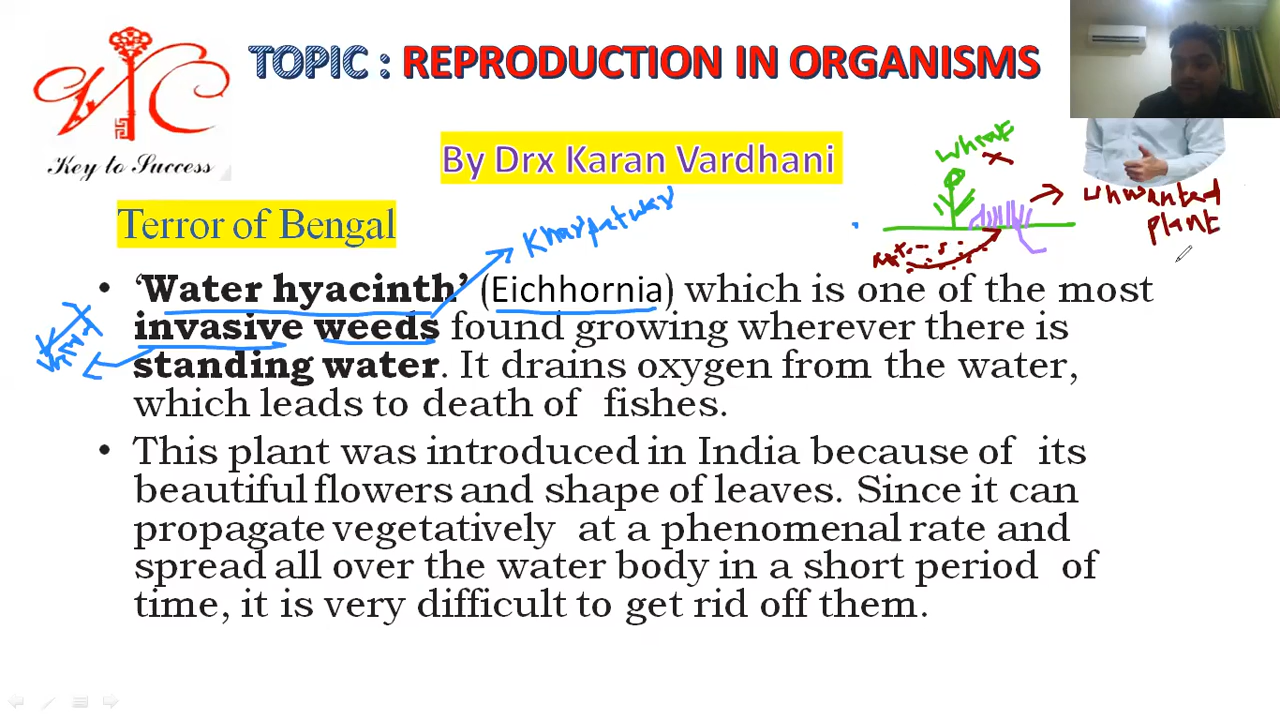 TOPIC : REPRODUCTION IN ORGANISMS
Key to Success
By Drx Karan Vardhani
wheat
unwanted
plant
Terror of Bengal
Kharpatwar
• ‘Water hyacinth’ (Eichhornia) which is one of the most
invasive weeds found growing wherever there is
standing water. It drains oxygen from the water,
which leads to death of fishes.
• This plant was introduced in India because of its
beautiful flowers and shape of leaves. Since it can
propagate vegetatively at a phenomenal rate and
spread all over the water body in a short period of
time, it is very difficult to get rid off them.